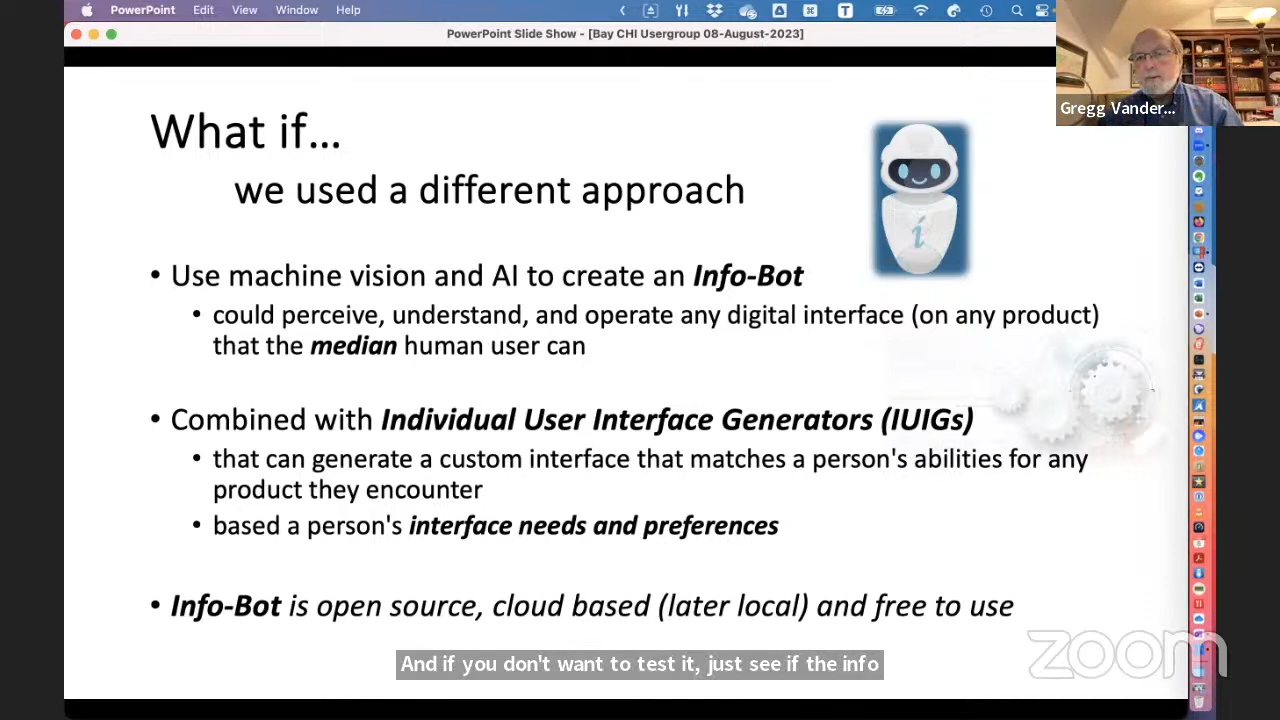 PowerPoint Edit View Window Help
PowerPoint Slide Show - [Bay CHI Usergroup 08-August-2023]
Gregg Vander...
What if...
we used a different approach
i
• Use machine vision and AI to create an Info-Bot
• could perceive, understand, and operate any digital interface (on any product)
that the median human user can
• Combined with Individual User Interface Generators (IUIGs)
• that can generate a custom interface that matches a person's abilities for any
product they encounter
• based a person's interface needs and preferences
• Info-Bot is open source, cloud based (later local) and free to use
zoom
And if you don't want to test it, just see if the info